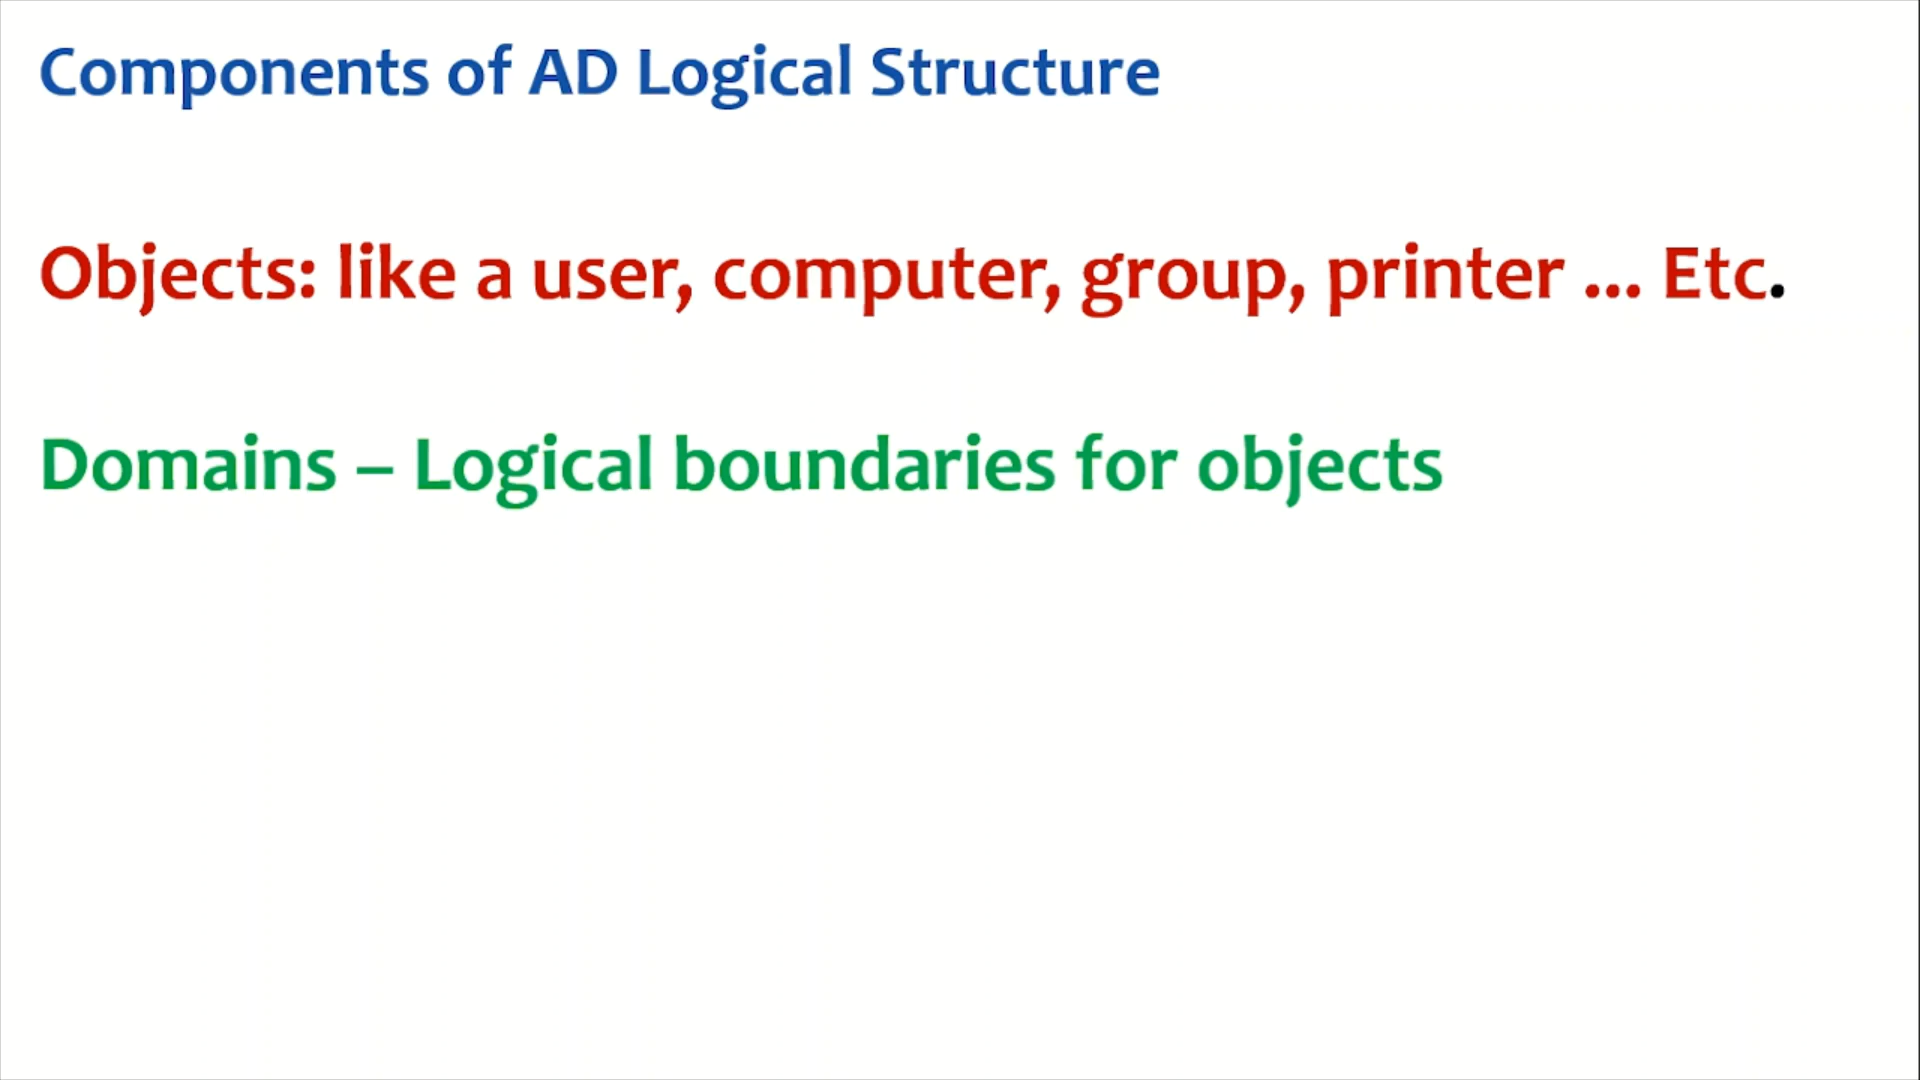 Components of AD Logical Structure
Objects: like a user, computer, group, printer ... Etc.
Domains – Logical boundaries for objects